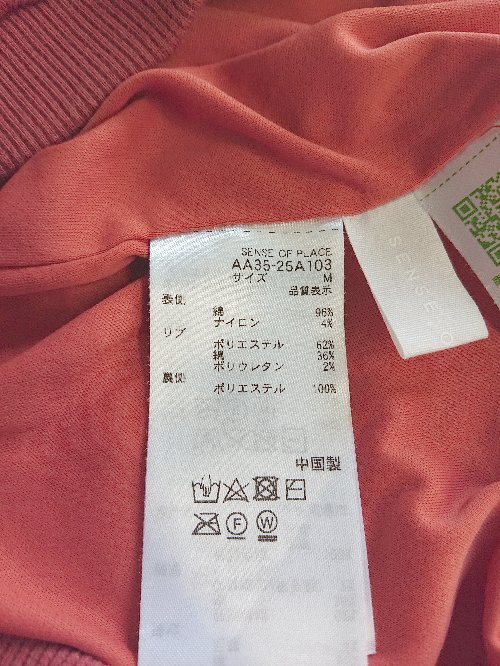 SENSE OF PLACE
AA35-25A103
サイズ M
品質表示
表側
綿 96%
ナイロン 4%
リブ
ポリエステル 62%
綿 36%
ポリウレタン 2%
裏側
ポリエステル 100%
中国製
F W